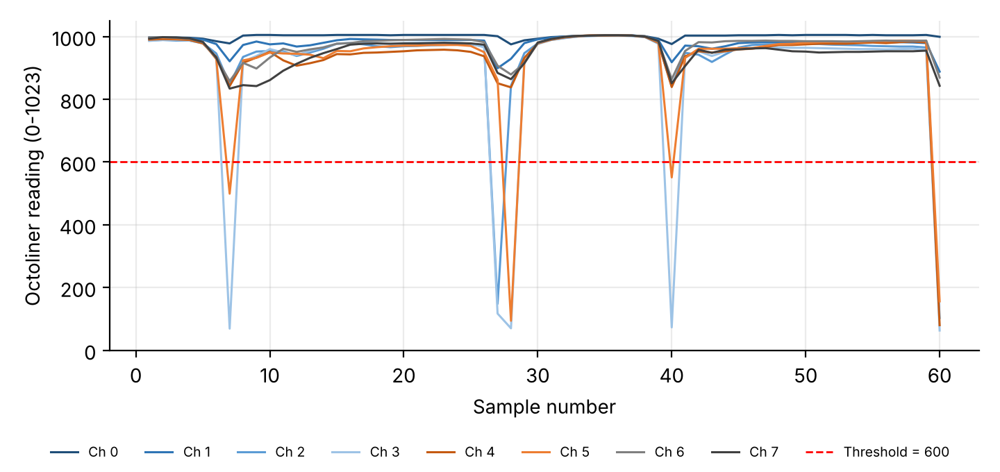 Octoliner reading (0–1023)
1000
800
600
400
200
0
0 10 20 30 40 50 60
Sample number
Ch 0 Ch 1 Ch 2 Ch 3 Ch 4 Ch 5 Ch 6 Ch 7 Threshold = 600